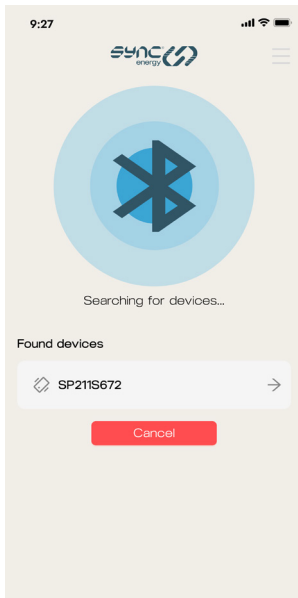 9:27
SYNC
energy
Searching for devices...
Found devices
SP211S672
Cancel